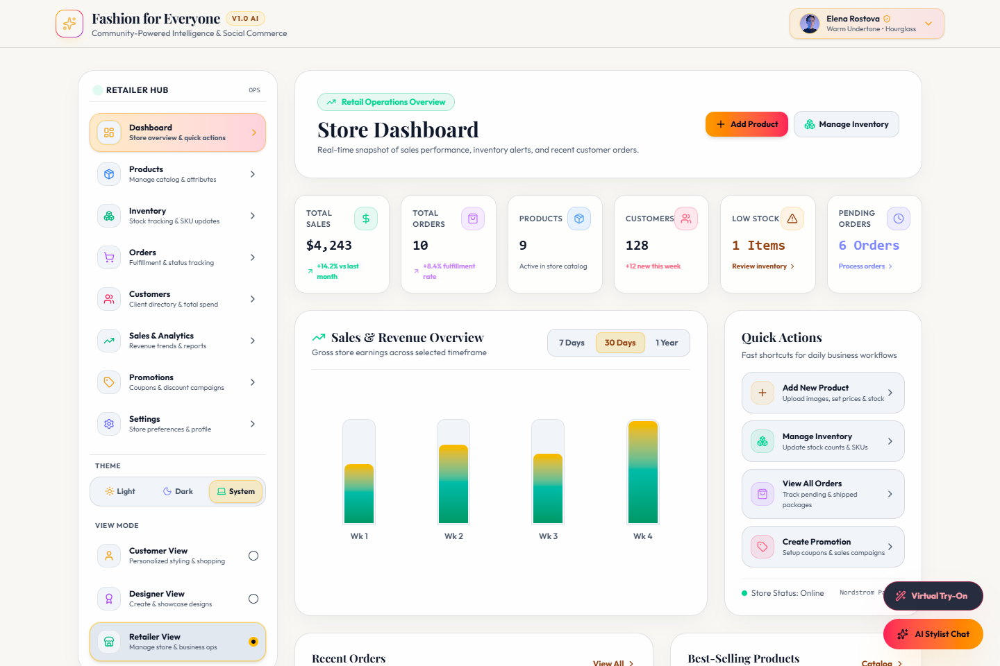 Fashion for Everyone
V1.0 AI
Community-Powered Intelligence & Social Commerce
Elena Rostova
Warm Undertone • Hourglass
RETAILER HUB
OPS
Dashboard
Store overview & quick actions
Products
Manage catalog & attributes
Inventory
Stock tracking & SKU updates
Orders
Fulfillment & status tracking
Customers
Client directory & total spend
Sales & Analytics
Revenue trends & reports
Promotions
Coupons & discount campaigns
Settings
Store preferences & profile
THEME
Light
Dark
System
VIEW MODE
Customer View
Personalized styling & shopping
Designer View
Create & showcase designs
Retailer View
Manage store & business ops
Retail Operations Overview
Store Dashboard
Real-time snapshot of sales performance, inventory alerts, and recent customer orders.
Add Product
Manage Inventory
TOTAL
SALES
$4,243
+14.2% vs last
month
TOTAL
ORDERS
10
+8.4% fulfillment
rate
PRODUCTS
9
Active in store catalog
CUSTOMERS
128
+12 new this week
LOW STOCK
1 Items
Review inventory
PENDING
ORDERS
6 Orders
Process orders
Sales & Revenue Overview
Gross store earnings across selected timeframe
7 Days
30 Days
1 Year
Wk 1
Wk 2
Wk 3
Wk 4
Quick Actions
Fast shortcuts for daily business workflows
Add New Product
Upload images, set prices & stock
Manage Inventory
Update stock counts & SKUs
View All Orders
Track pending & shipped
packages
Create Promotion
Setup coupons & sales campaigns
Store Status: Online
Nordstrom
Virtual Try-On
AI Stylist Chat
Recent Orders
View All
Best-Selling Products
Catalog